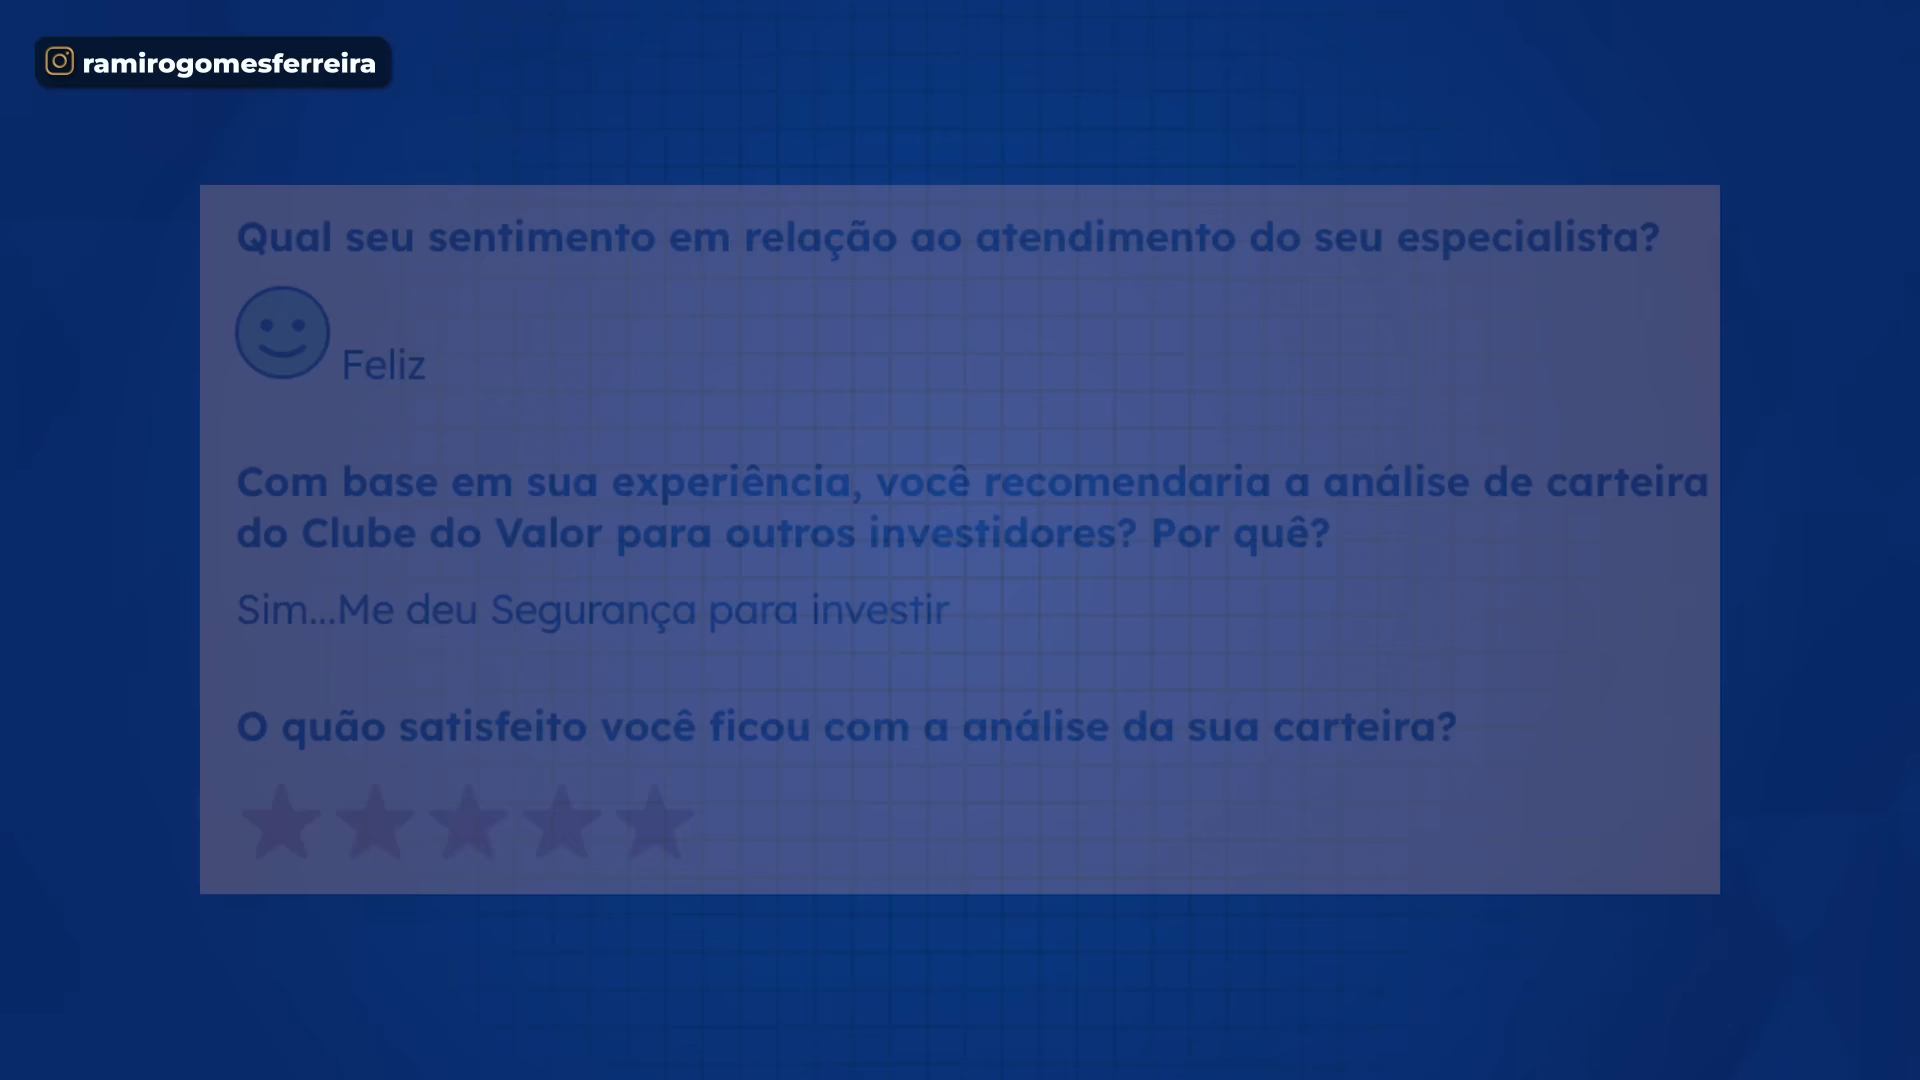 ramirogomesferreira
Qual seu sentimento em relação ao atendimento do seu especialista?
Feliz
Com base em sua experiência, você recomendaria a análise de carteira
do Clube do Valor para outros investidores? Por quê?
Sim...Me deu Segurança para investir
O quão satisfeito você ficou com a análise da sua carteira?